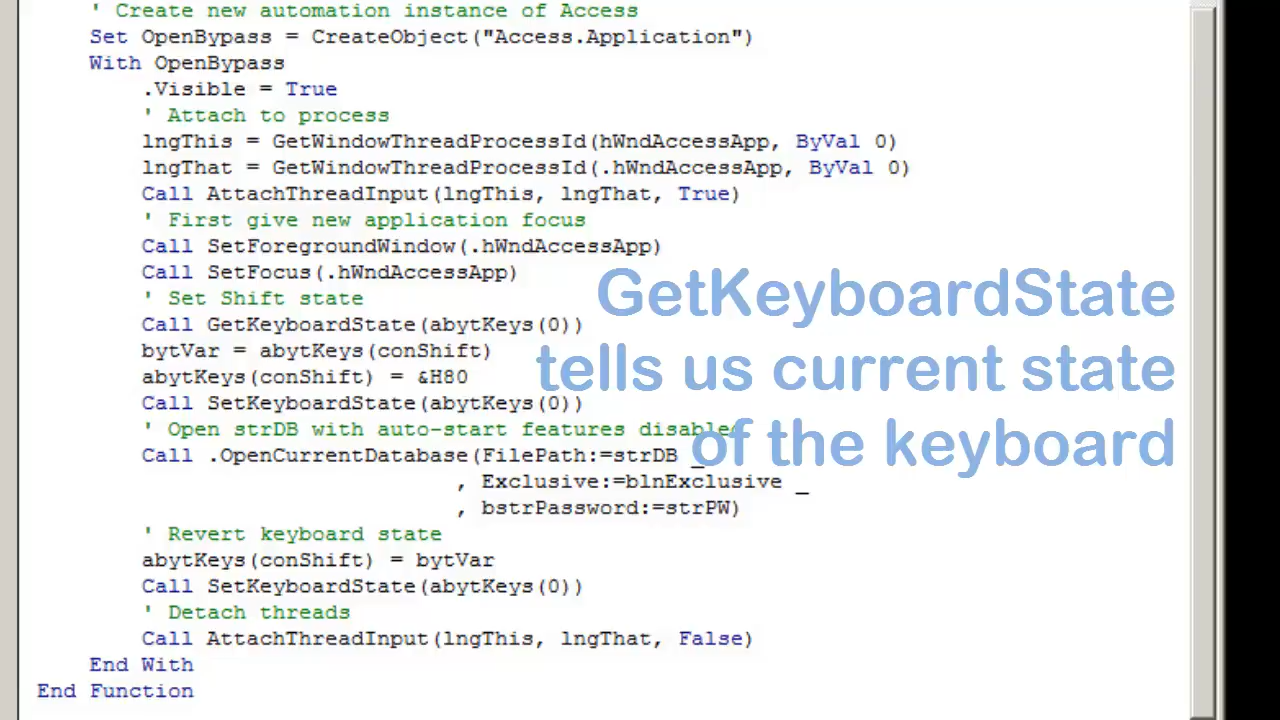 ' Create new automation instance of Access
Set OpenBypass = CreateObject("Access.Application")
With OpenBypass
.Visible = True
' Attach to process
lngThis = GetWindowThreadProcessId(hWndAccessApp, ByVal 0)
lngThat = GetWindowThreadProcessId(.hWndAccessApp, ByVal 0)
Call AttachThreadInput(lngThis, lngThat, True)
' First give new application focus
Call SetForegroundWindow(.hWndAccessApp)
Call SetFocus(.hWndAccessApp)
' Set Shift state
Call GetKeyboardState(abytKeys(0))
bytVar = abytKeys(conShift)
abytKeys(conShift) = &H80
Call SetKeyboardState(abytKeys(0))
' Open strDB with auto-start features disabled
Call .OpenCurrentDatabase(FilePath:=strDB _
, Exclusive:=blnExclusive _
, bstrPassword:=strPW)
' Revert keyboard state
abytKeys(conShift) = bytVar
Call SetKeyboardState(abytKeys(0))
' Detach threads
Call AttachThreadInput(lngThis, lngThat, False)
End With
End Function
GetKeyboardState
tells us current state
of the keyboard